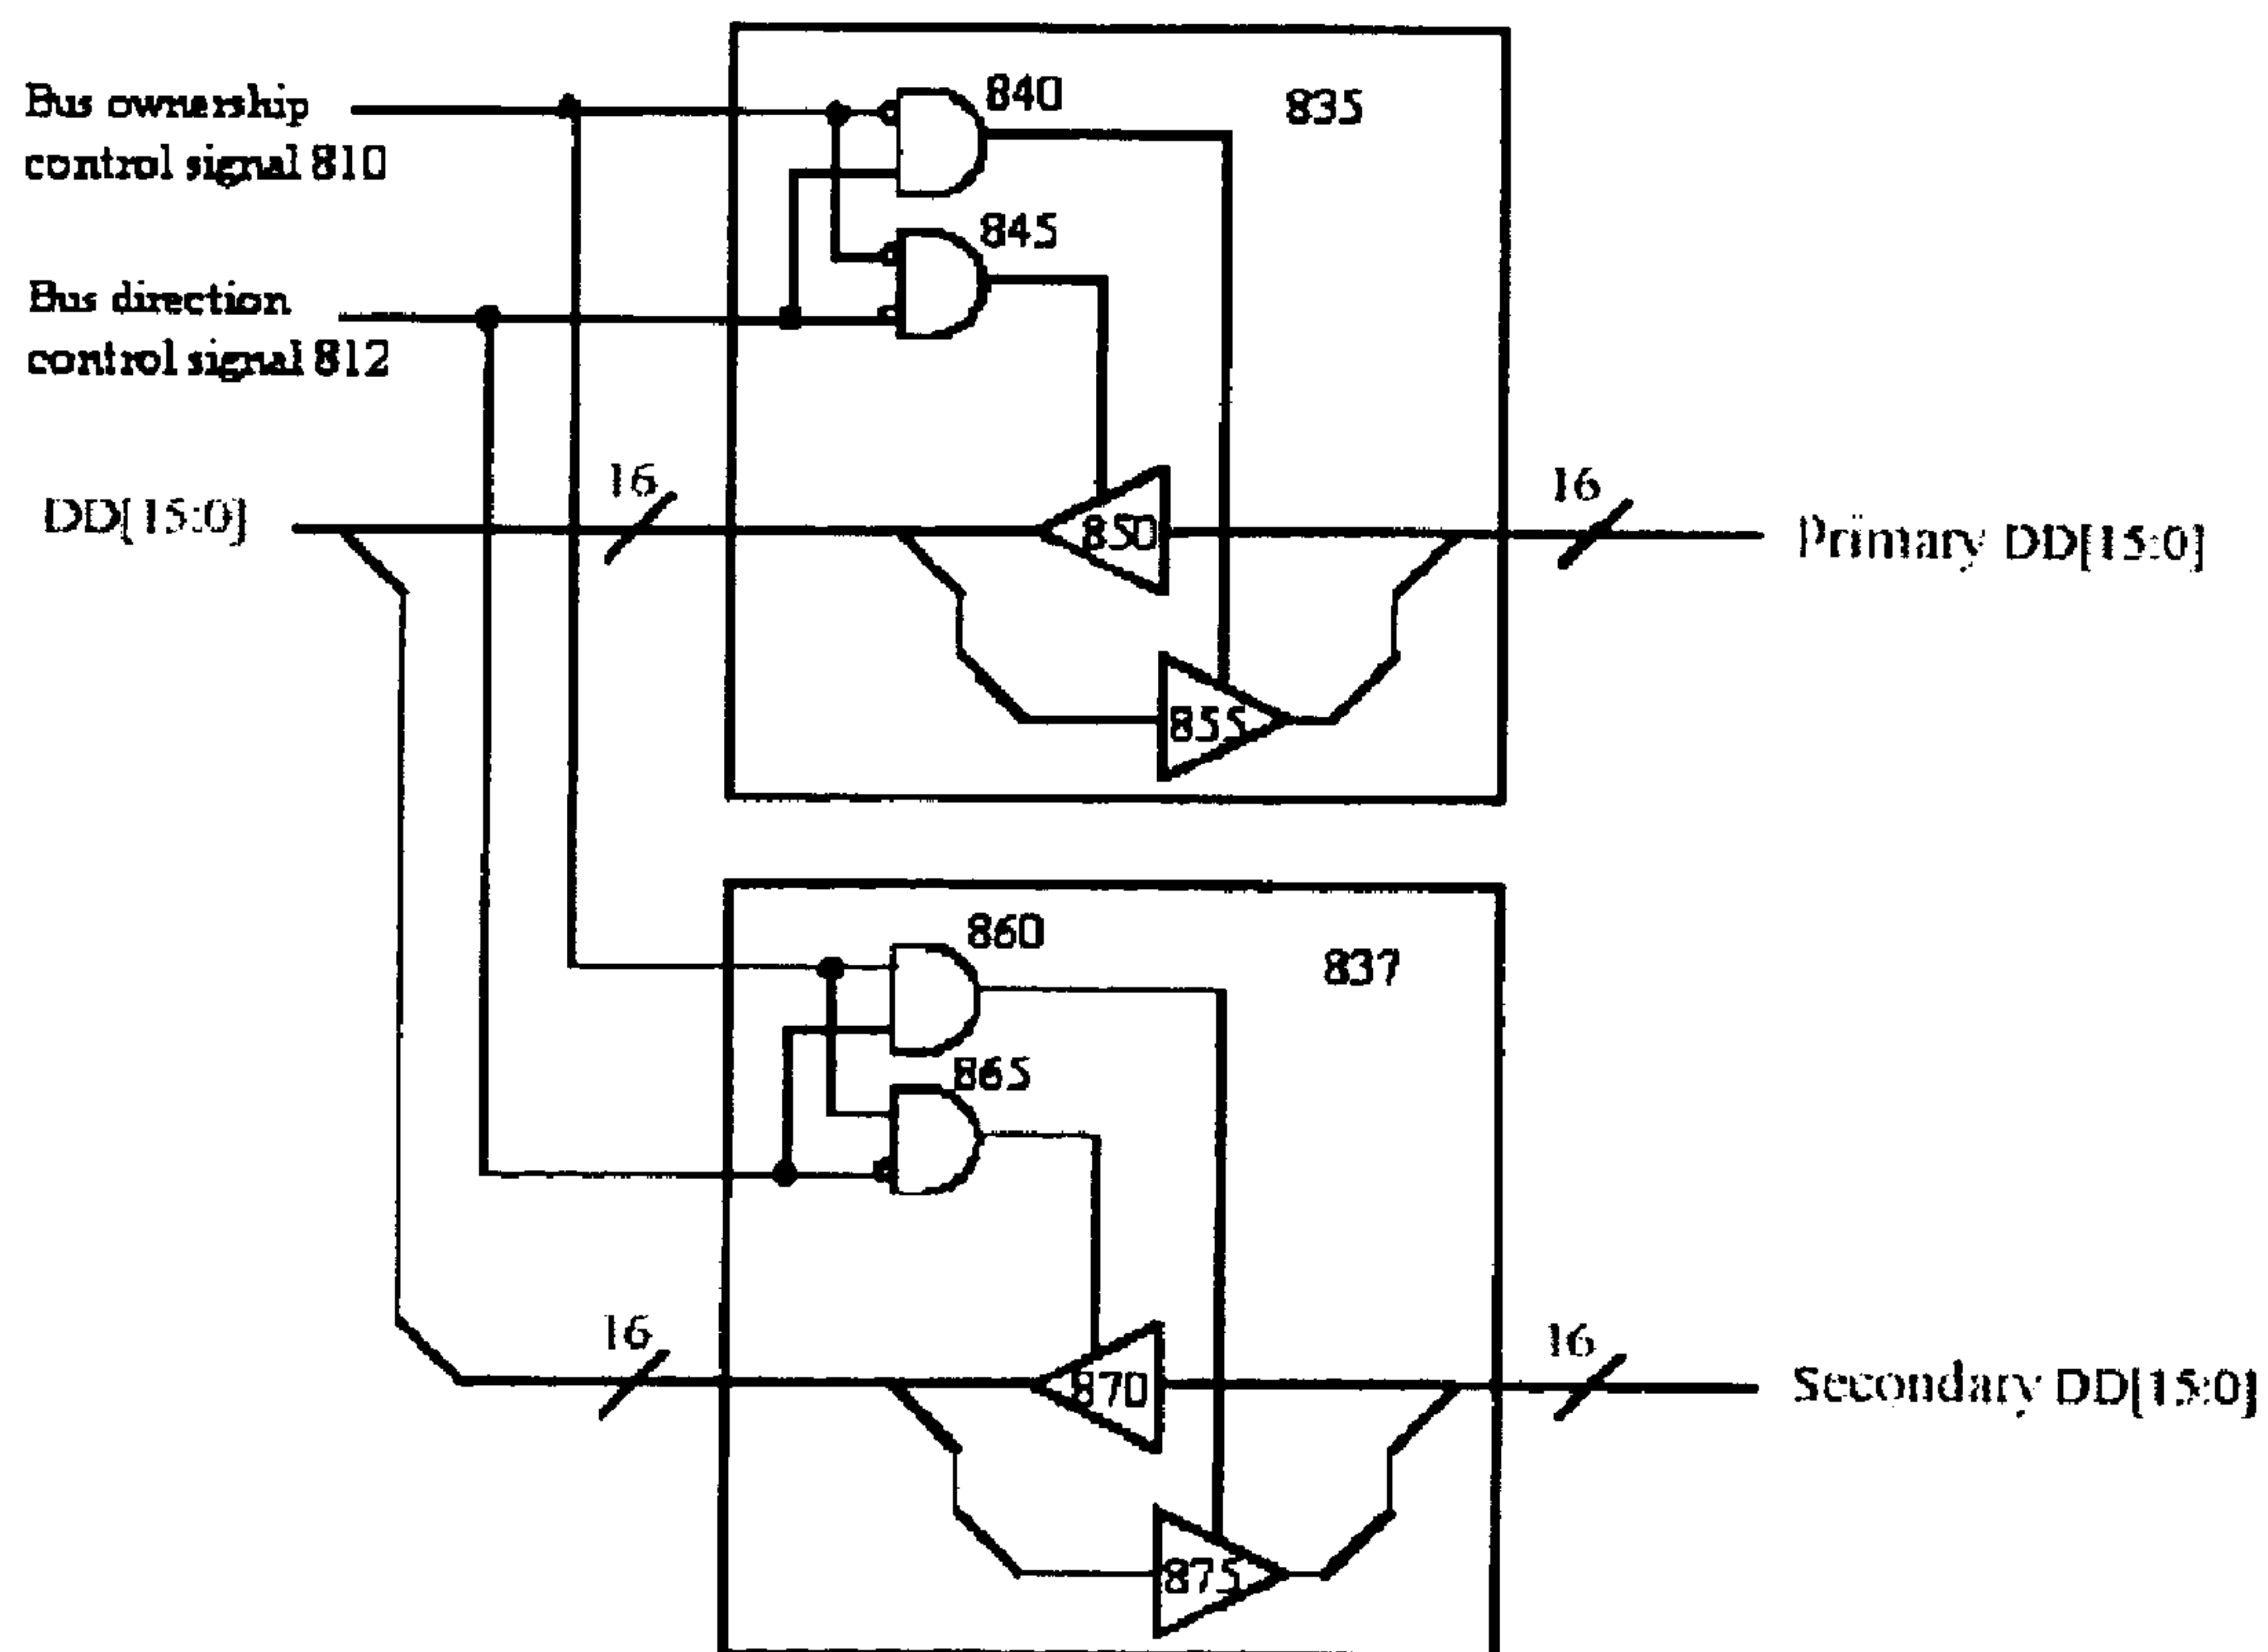 Bus ownership
control signal 810
840
835
845
Bus direction
control signal 812
16
16
DD[15:0]
850
Primary DD[15:0]
855
860
837
865
16
16
870
Secondary DD[15:0]
875